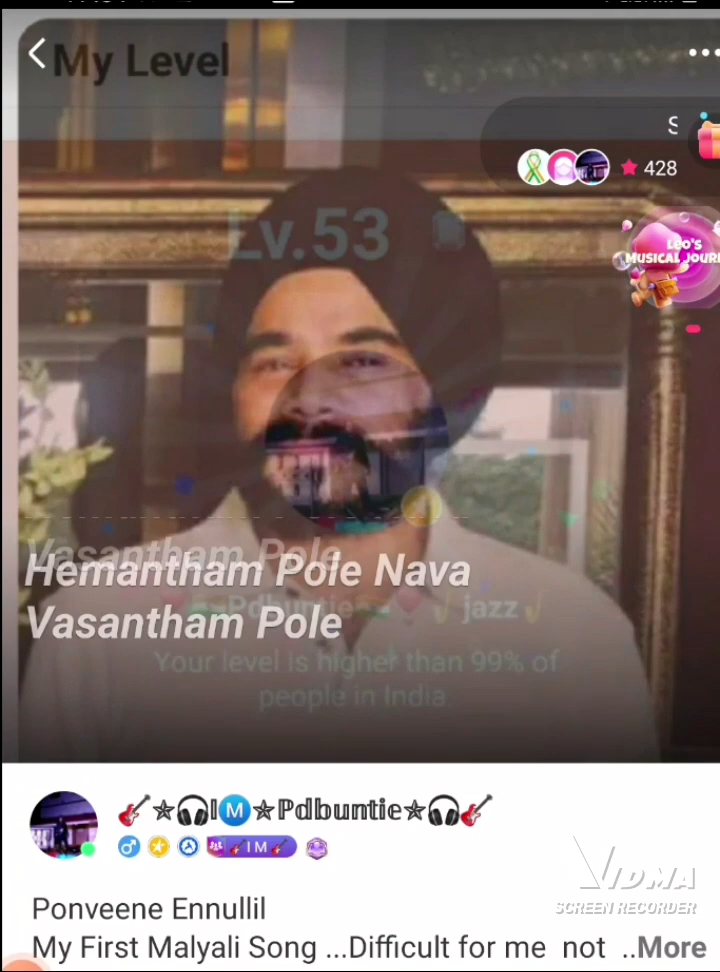 My Level
S
428
Lv.53
LEO'S
MUSICAL JOUR
Vasantham Pole
Hemantham Pole Nava
Vasantham Pole
Pdbuntie jazz
Your level is higher than 99% of
people in India
🎸✯🎧IⓂ️✯ℙ𝕕𝕓𝕦𝕟𝕥𝕚𝕖✯🎧🎸
🎸IM🎸
VIDMA
SCREEN RECORDER
Ponveene Ennullil
My First Malyali Song ...Difficult for me not ..More